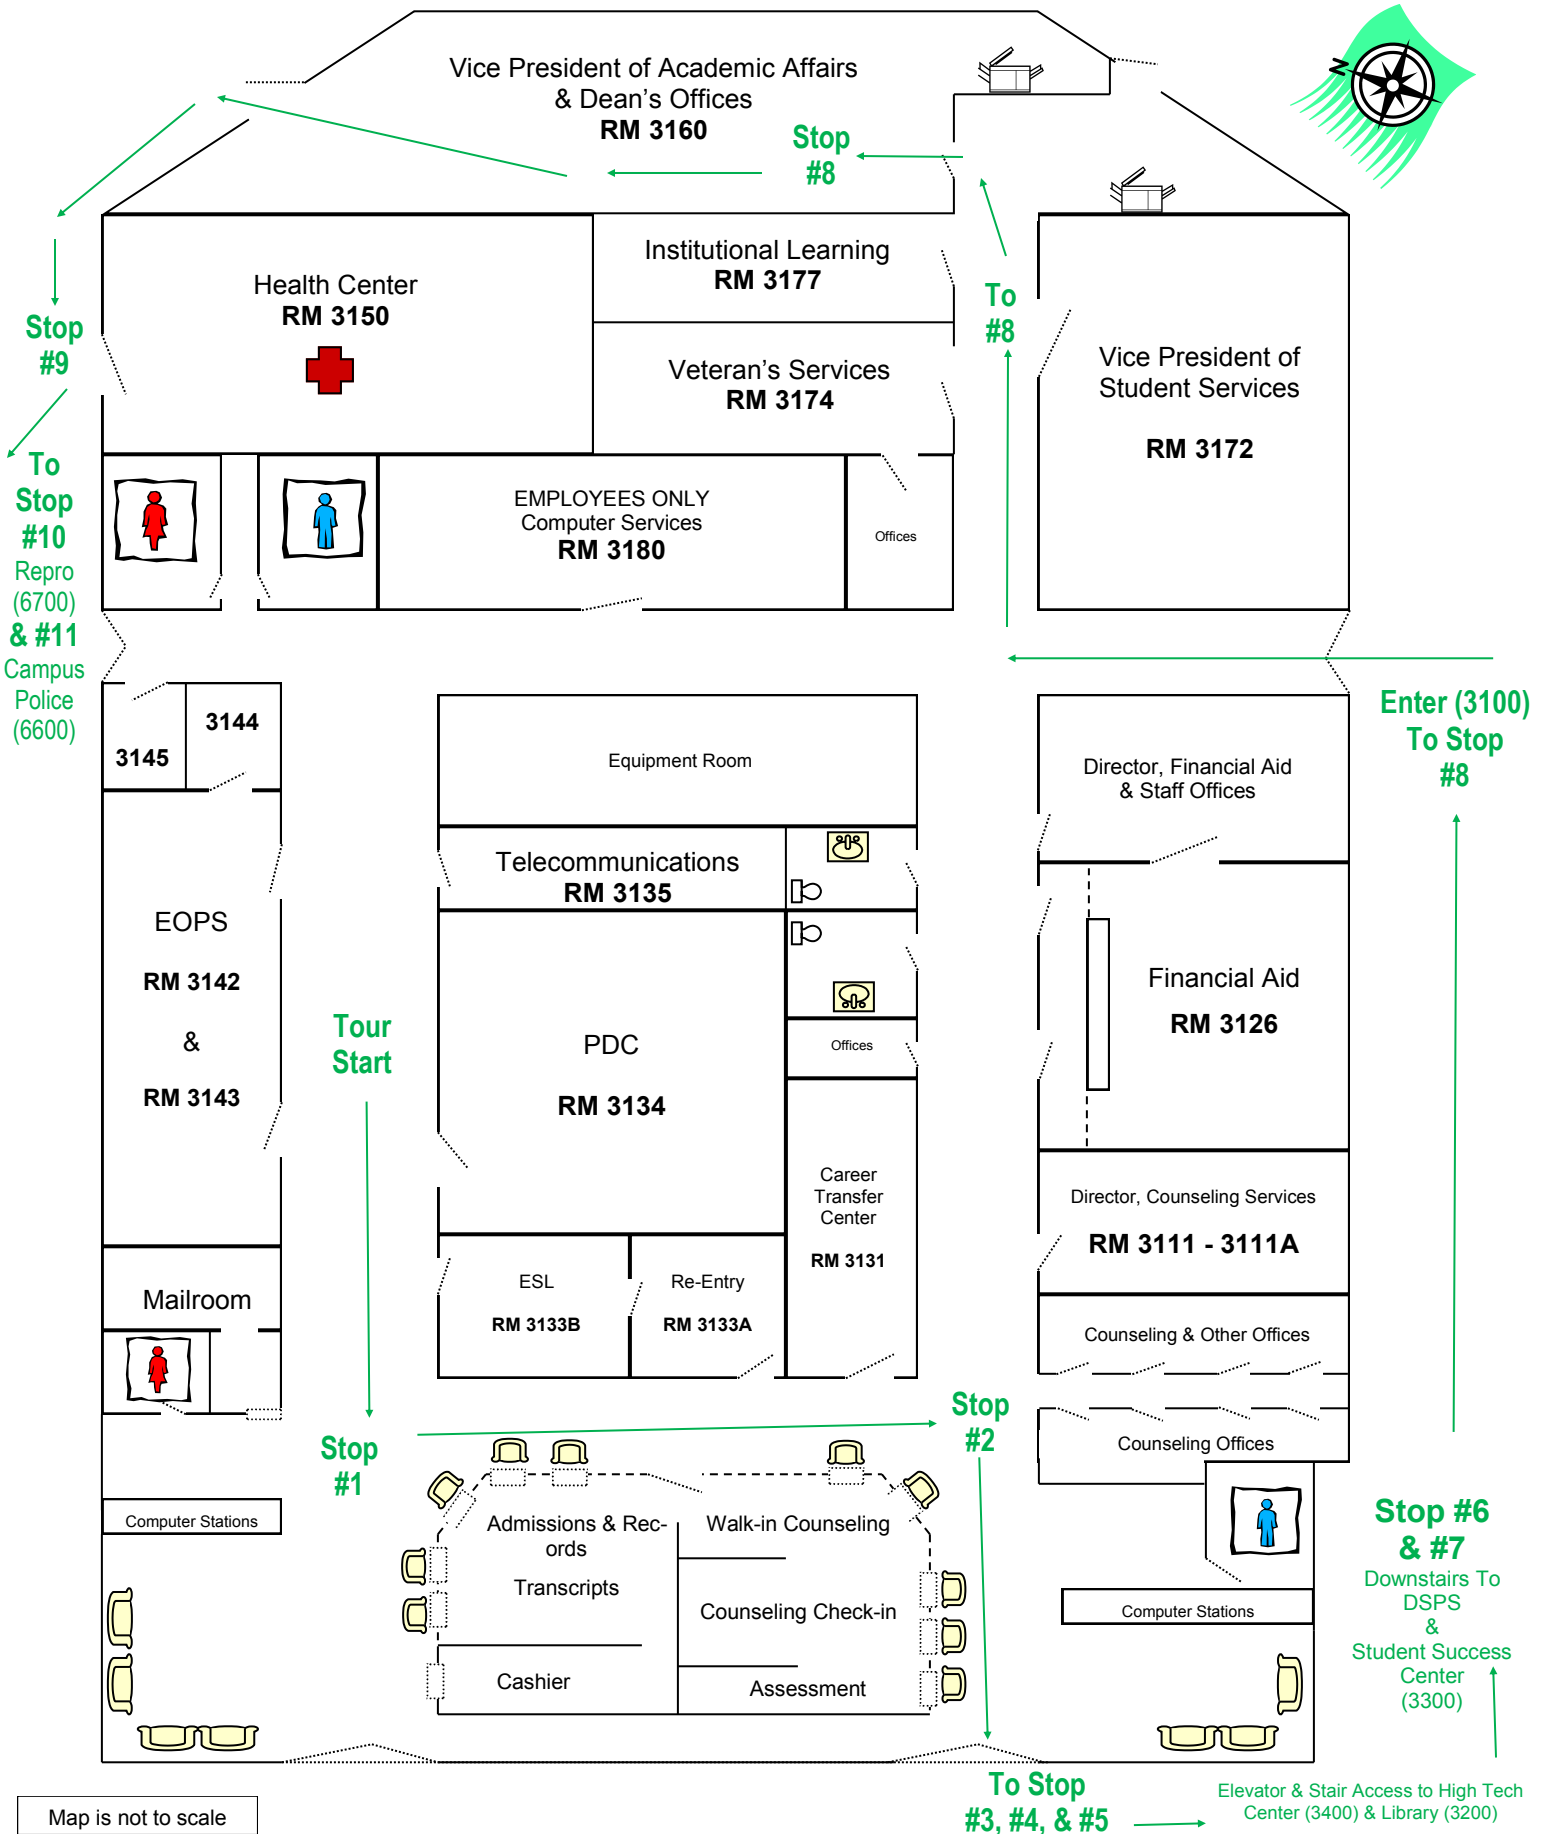 Vice President of Academic Affairs
& Dean's Offices
RM 3160
N
Stop
#8
Institutional Learning
RM 3177
Health Center
RM 3150
To
#8
Stop
#9
Veteran's Services
RM 3174
Vice President of
Student Services
RM 3172
To
Stop
#10
Repro
(6700)
& #11
Campus
Police
(6600)
EMPLOYEES ONLY
Computer Services
RM 3180
Offices
Enter (3100)
To Stop
#8
3144
3145
Equipment Room
Director, Financial Aid
& Staff Offices
Telecommunications
RM 3135
EOPS
RM 3142
&
RM 3143
Tour
Start
PDC
RM 3134
Offices
Financial Aid
RM 3126
Career
Transfer
Center
RM 3131
Director, Counseling Services
RM 3111 - 3111A
Mailroom
ESL
RM 3133B
Re-Entry
RM 3133A
Counseling & Other Offices
Stop
#1
Stop
#2
Counseling Offices
Computer Stations
Admissions & Rec-
ords
Transcripts
Walk-in Counseling
Counseling Check-in
Cashier
Assessment
Computer Stations
Stop #6
& #7
Downstairs To
DSPS
&
Student Success
Center
(3300)
To Stop
#3, #4, & #5
Elevator & Stair Access to High Tech
Center (3400) & Library (3200)
Map is not to scale